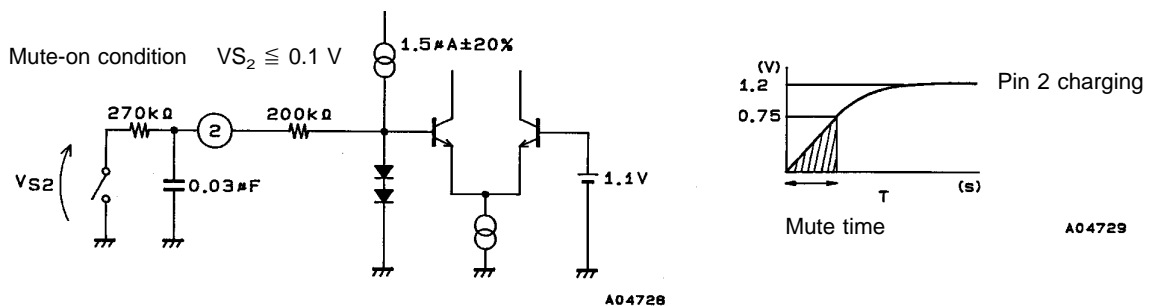 Mute-on condition VS2 ≦ 0.1 V
1.5µA±20%
270kΩ
2
200kΩ
VS2
0.03µF
1.1V
A04728
(V)
1.2
0.75
Pin 2 charging
T
(s)
Mute time
A04729